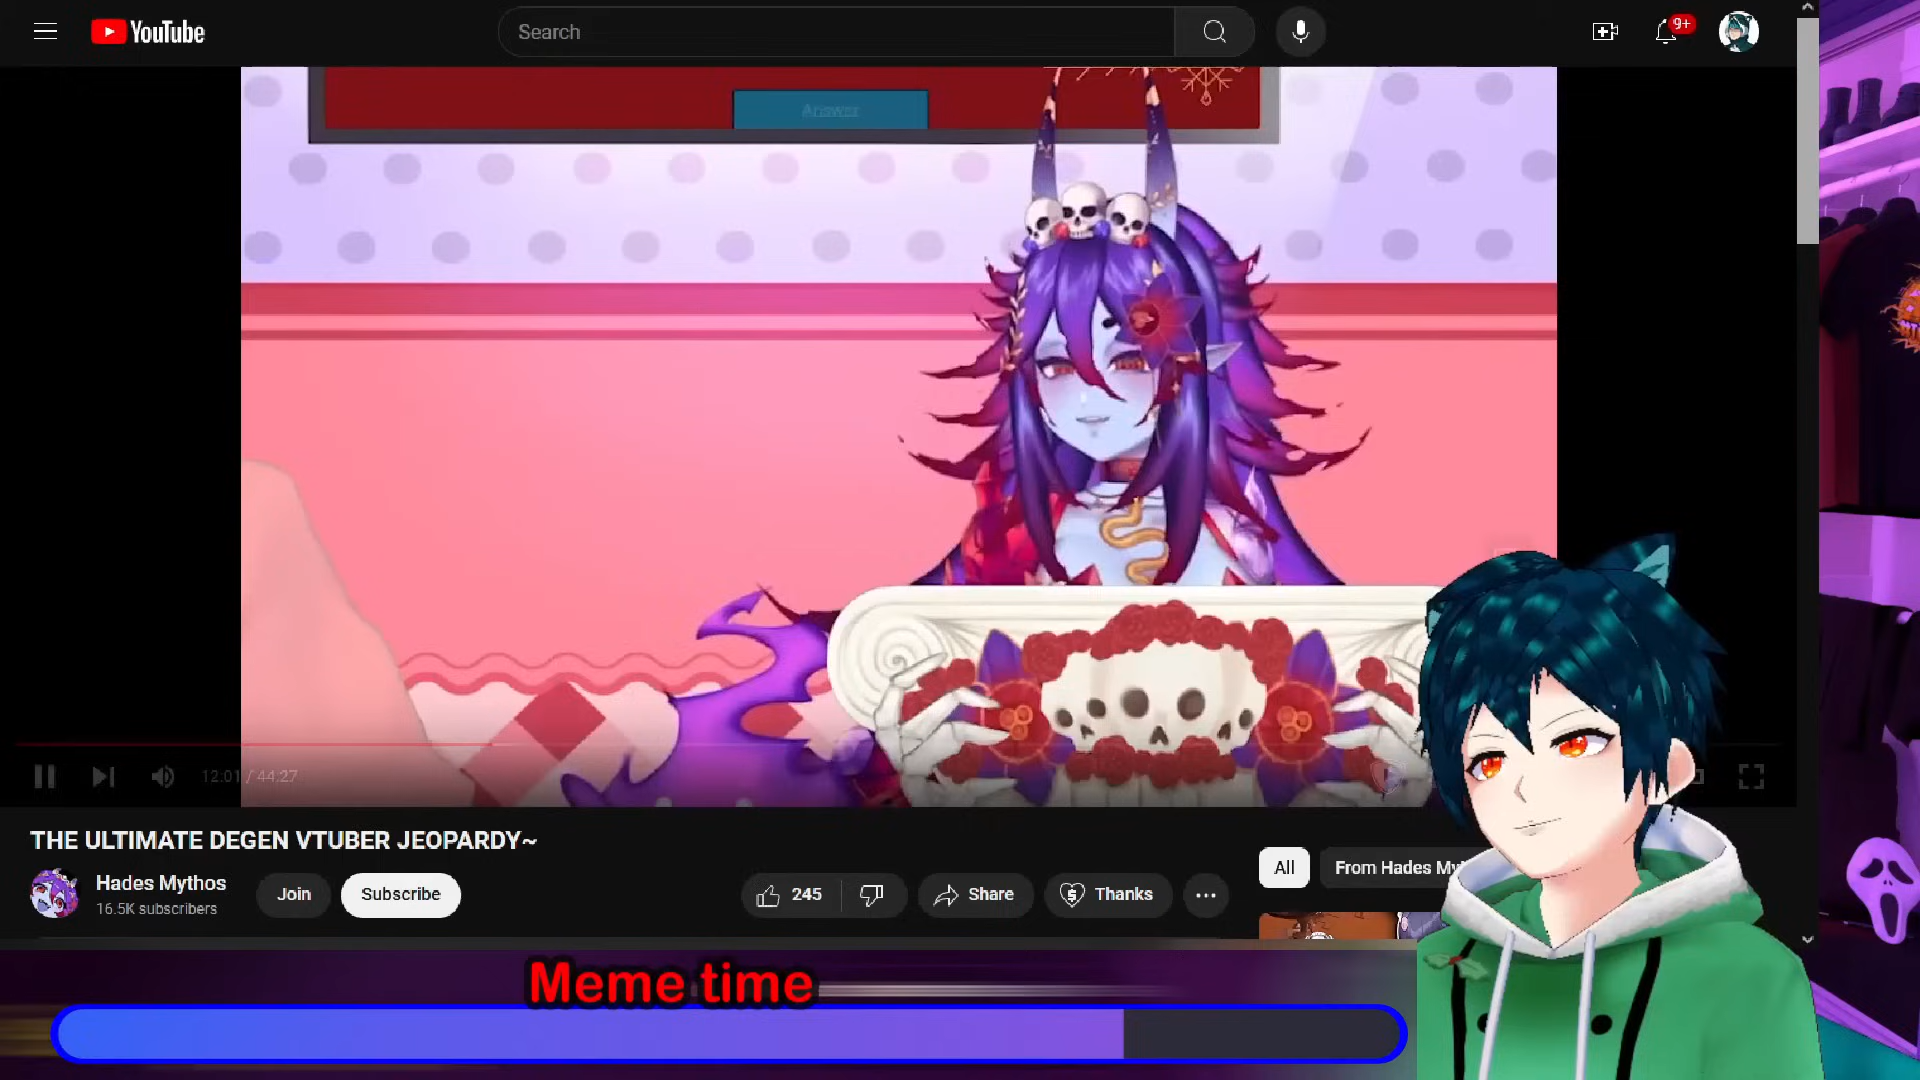 YouTube
Search
9+
Answer
12:01 / 44:27
THE ULTIMATE DEGEN VTUBER JEOPARDY~
Hades Mythos
16.5K subscribers
Join
Subscribe
245
Share
Thanks
All
From Hades My
Meme time